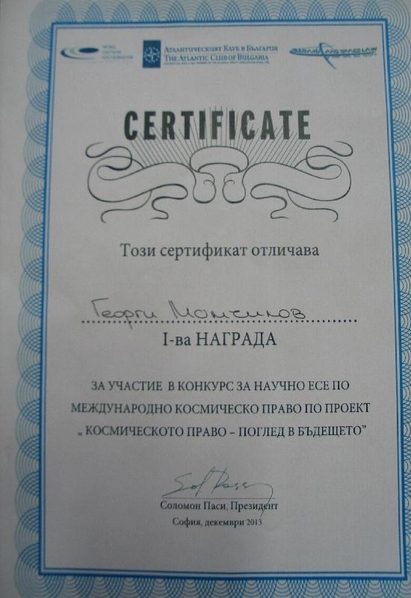 АТЛАНТИЧЕСКИЯТ КЛУБ В БЪЛГАРИЯ
THE ATLANTIC CLUB OF BULGARIA
CERTIFICATE
Този сертификат отличава
Георги Момчилов
I-ва НАГРАДА
ЗА УЧАСТИЕ В КОНКУРС ЗА НАУЧНО ЕСЕ ПО
МЕЖДУНАРОДНО КОСМИЧЕСКО ПРАВО ПО ПРОЕКТ
„КОСМИЧЕСКОТО ПРАВО – ПОГЛЕД В БЪДЕЩЕТО"
Соломон Паси, Президент
София, декември 2013